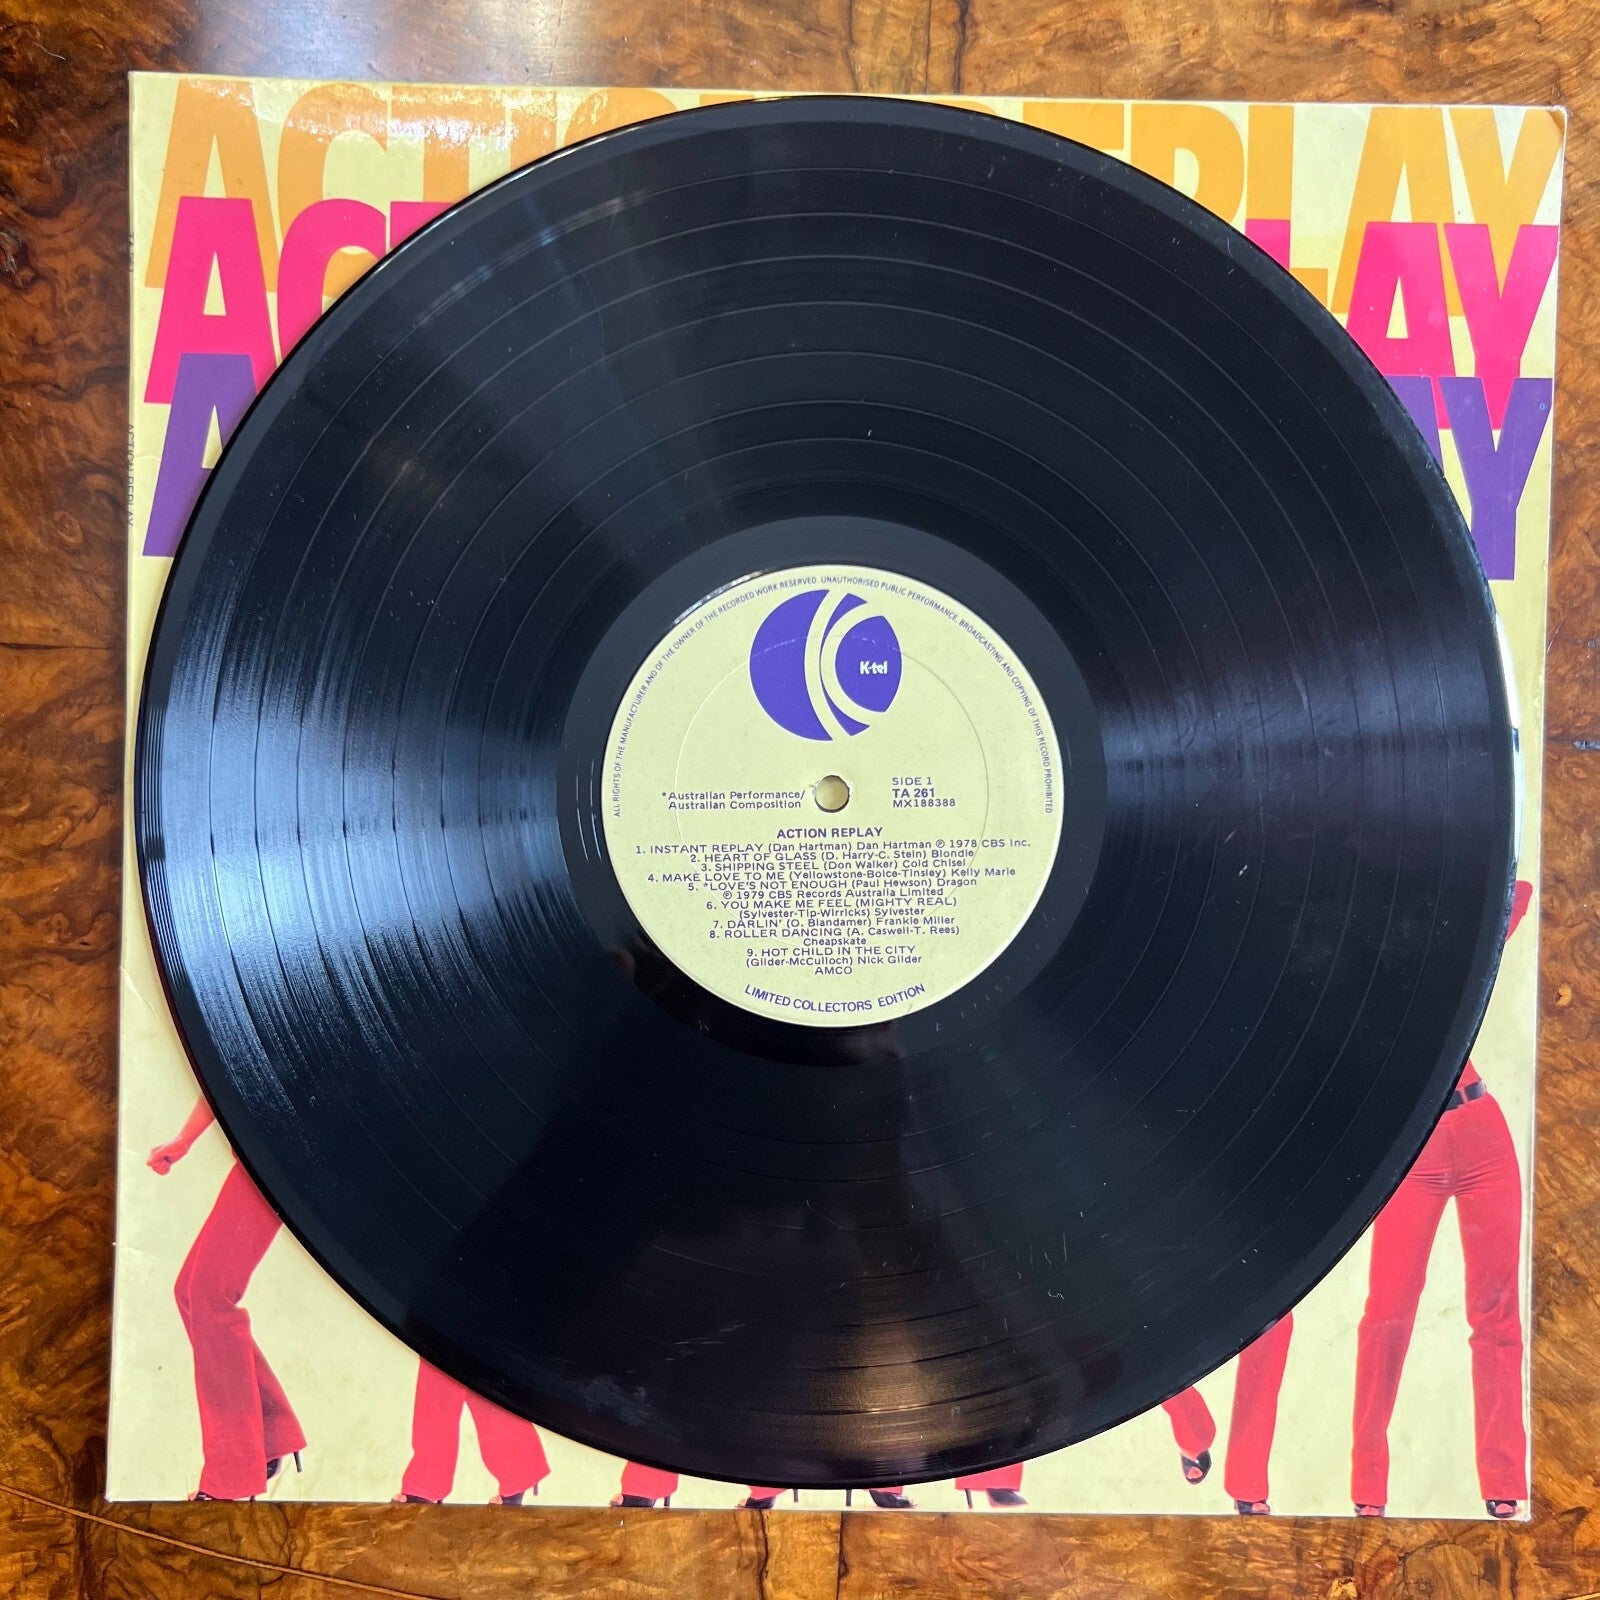 ACTION REPLAY
ACT LAY
A AY
ACTION REPLAY
ALL RIGHTS OF THE MANUFACTURER AND OF THE OWNER OF THE RECORDED WORK RESERVED. UNAUTHORISED PUBLIC PERFORMANCE, BROADCASTING AND COPYING OF THIS RECORD PROHIBITED
K-tel
SIDE 1
*Australian Performance/ TA 261
Australian Composition MX188388
ACTION REPLAY
1. INSTANT REPLAY (Dan Hartman) Dan Hartman ℗ 1978 CBS Inc.
2. HEART OF GLASS (D. Harry-C. Stein) Blondie
3. SHIPPING STEEL (Don Walker) Cold Chisel
4. MAKE LOVE TO ME (Yellowstone-Boice-Tinsley) Kelly Marie
5. *LOVE'S NOT ENOUGH (Paul Hewson) Dragon
℗ 1979 CBS Records Australia Limited
6. YOU MAKE ME FEEL (MIGHTY REAL)
(Sylvester-Tip-Wirricks) Sylvester
7. DARLIN' (O. Blandamer) Frankie Miller
8. ROLLER DANCING (A. Caswell-T. Rees)
Cheapskate
9. HOT CHILD IN THE CITY
(Gilder-McCulloch) Nick Gilder
AMCO
LIMITED COLLECTORS EDITION